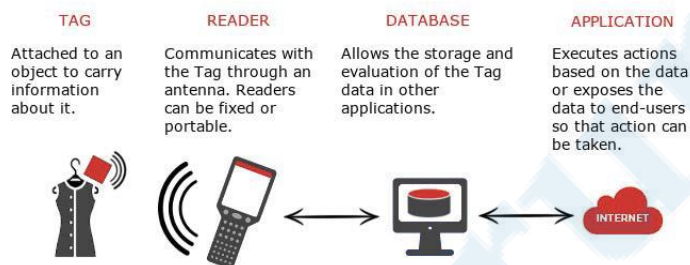 TAG
Attached to an
object to carry
information
about it.
READER
Communicates with
the Tag through an
antenna. Readers
can be fixed or
portable.
DATABASE
Allows the storage and
evaluation of the Tag
data in other
applications.
APPLICATION
Executes actions
based on the data
or exposes the
data to end-users
so that action can
be taken.
INTERNET